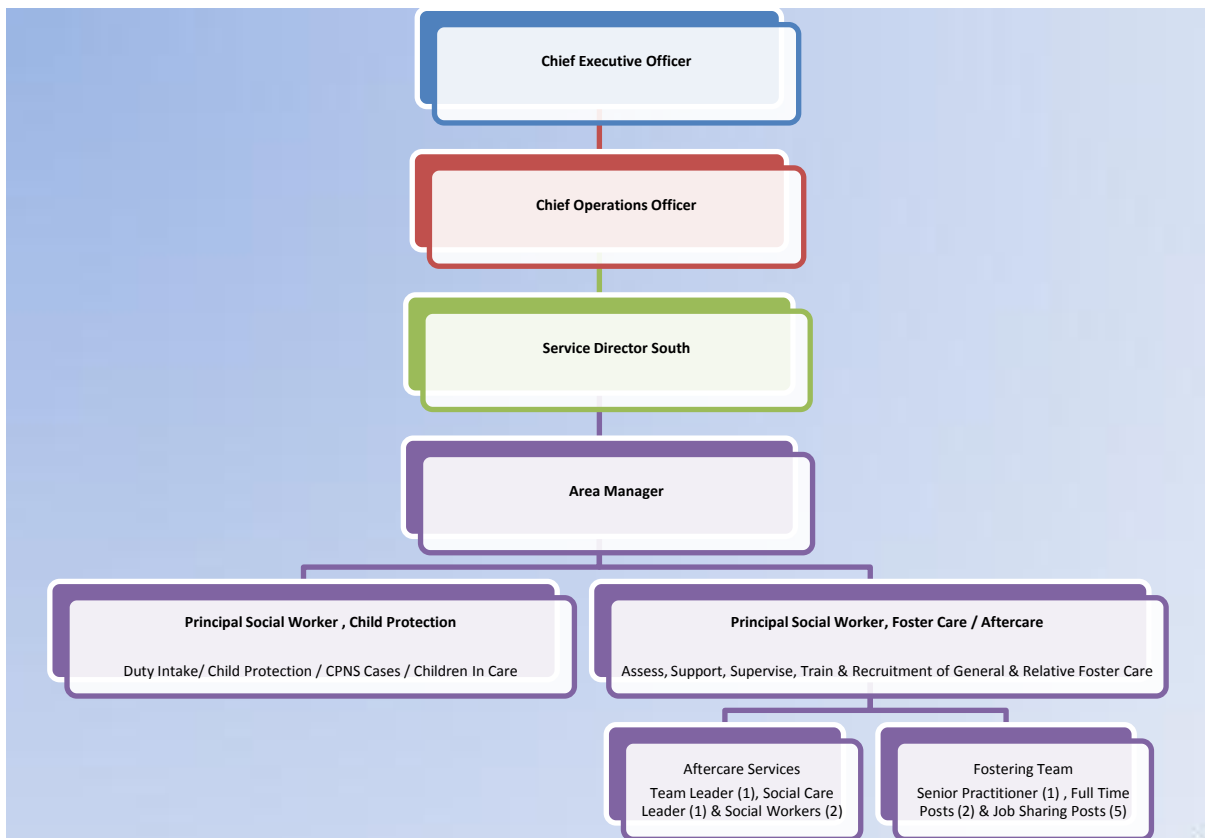 Chief Executive Officer
Chief Operations Officer
Service Director South
Area Manager
Principal Social Worker , Child Protection
Duty Intake/ Child Protection / CPNS Cases / Children In Care
Principal Social Worker, Foster Care / Aftercare
Assess, Support, Supervise, Train & Recruitment of General & Relative Foster Care
Aftercare Services
Team Leader (1), Social Care
Leader (1) & Social Workers (2)
Fostering Team
Senior Practitioner (1) , Full Time
Posts (2) & Job Sharing Posts (5)